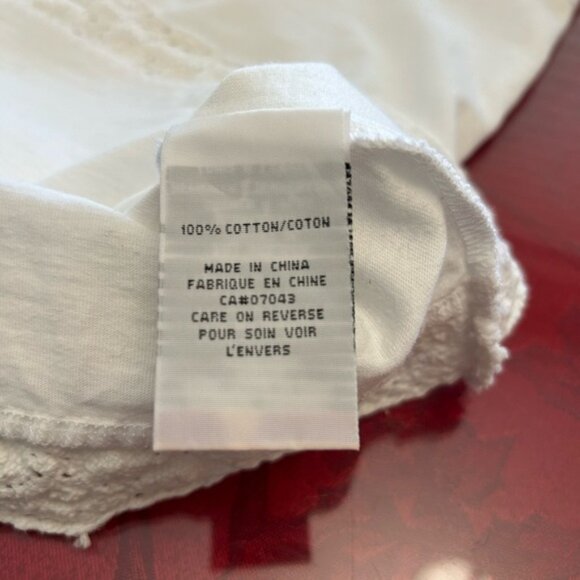 100% COTTON/COTON
MADE IN CHINA
FABRIQUE EN CHINE
CA#07043
CARE ON REVERSE
POUR SOIN VOIR
L'ENVERS